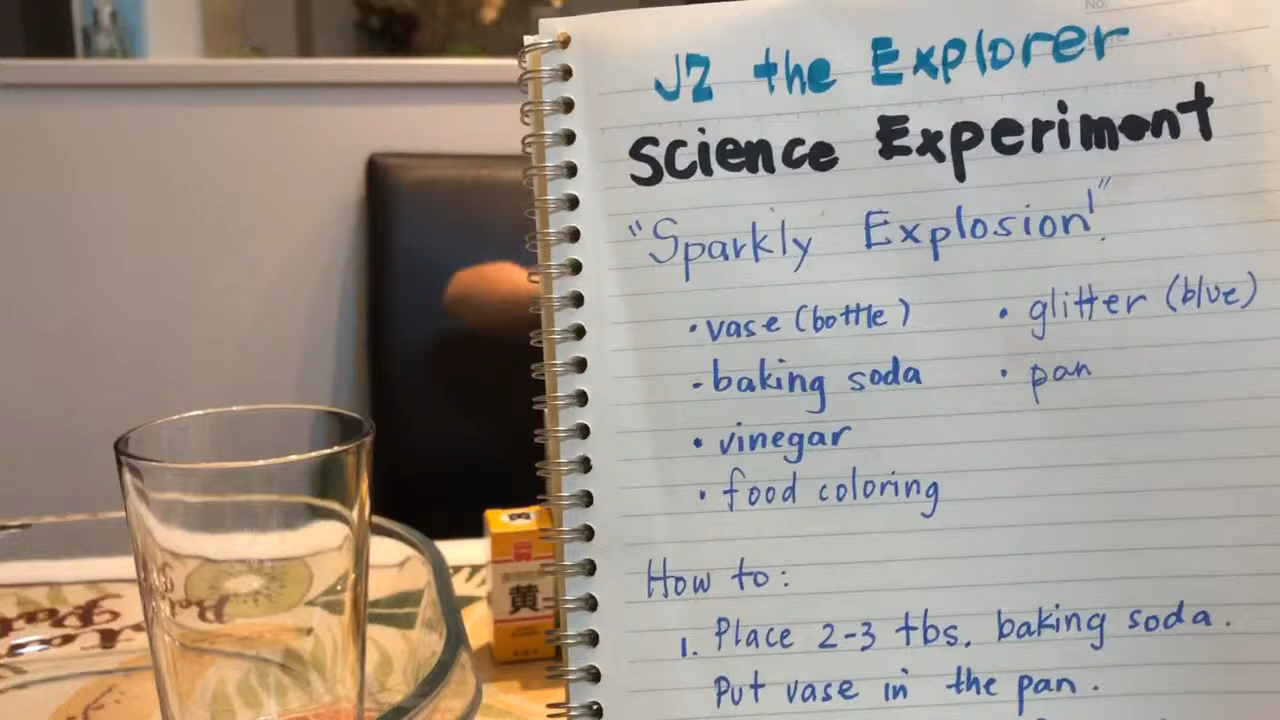 No.
JZ the Explorer
Science Experiment
"Sparkly Explosion!"
• vase (bottle)
• glitter (blue)
• baking soda
• pan
• vinegar
• food coloring
How to:
1. Place 2-3 tbs. baking soda.
Put vase in the pan.
黄